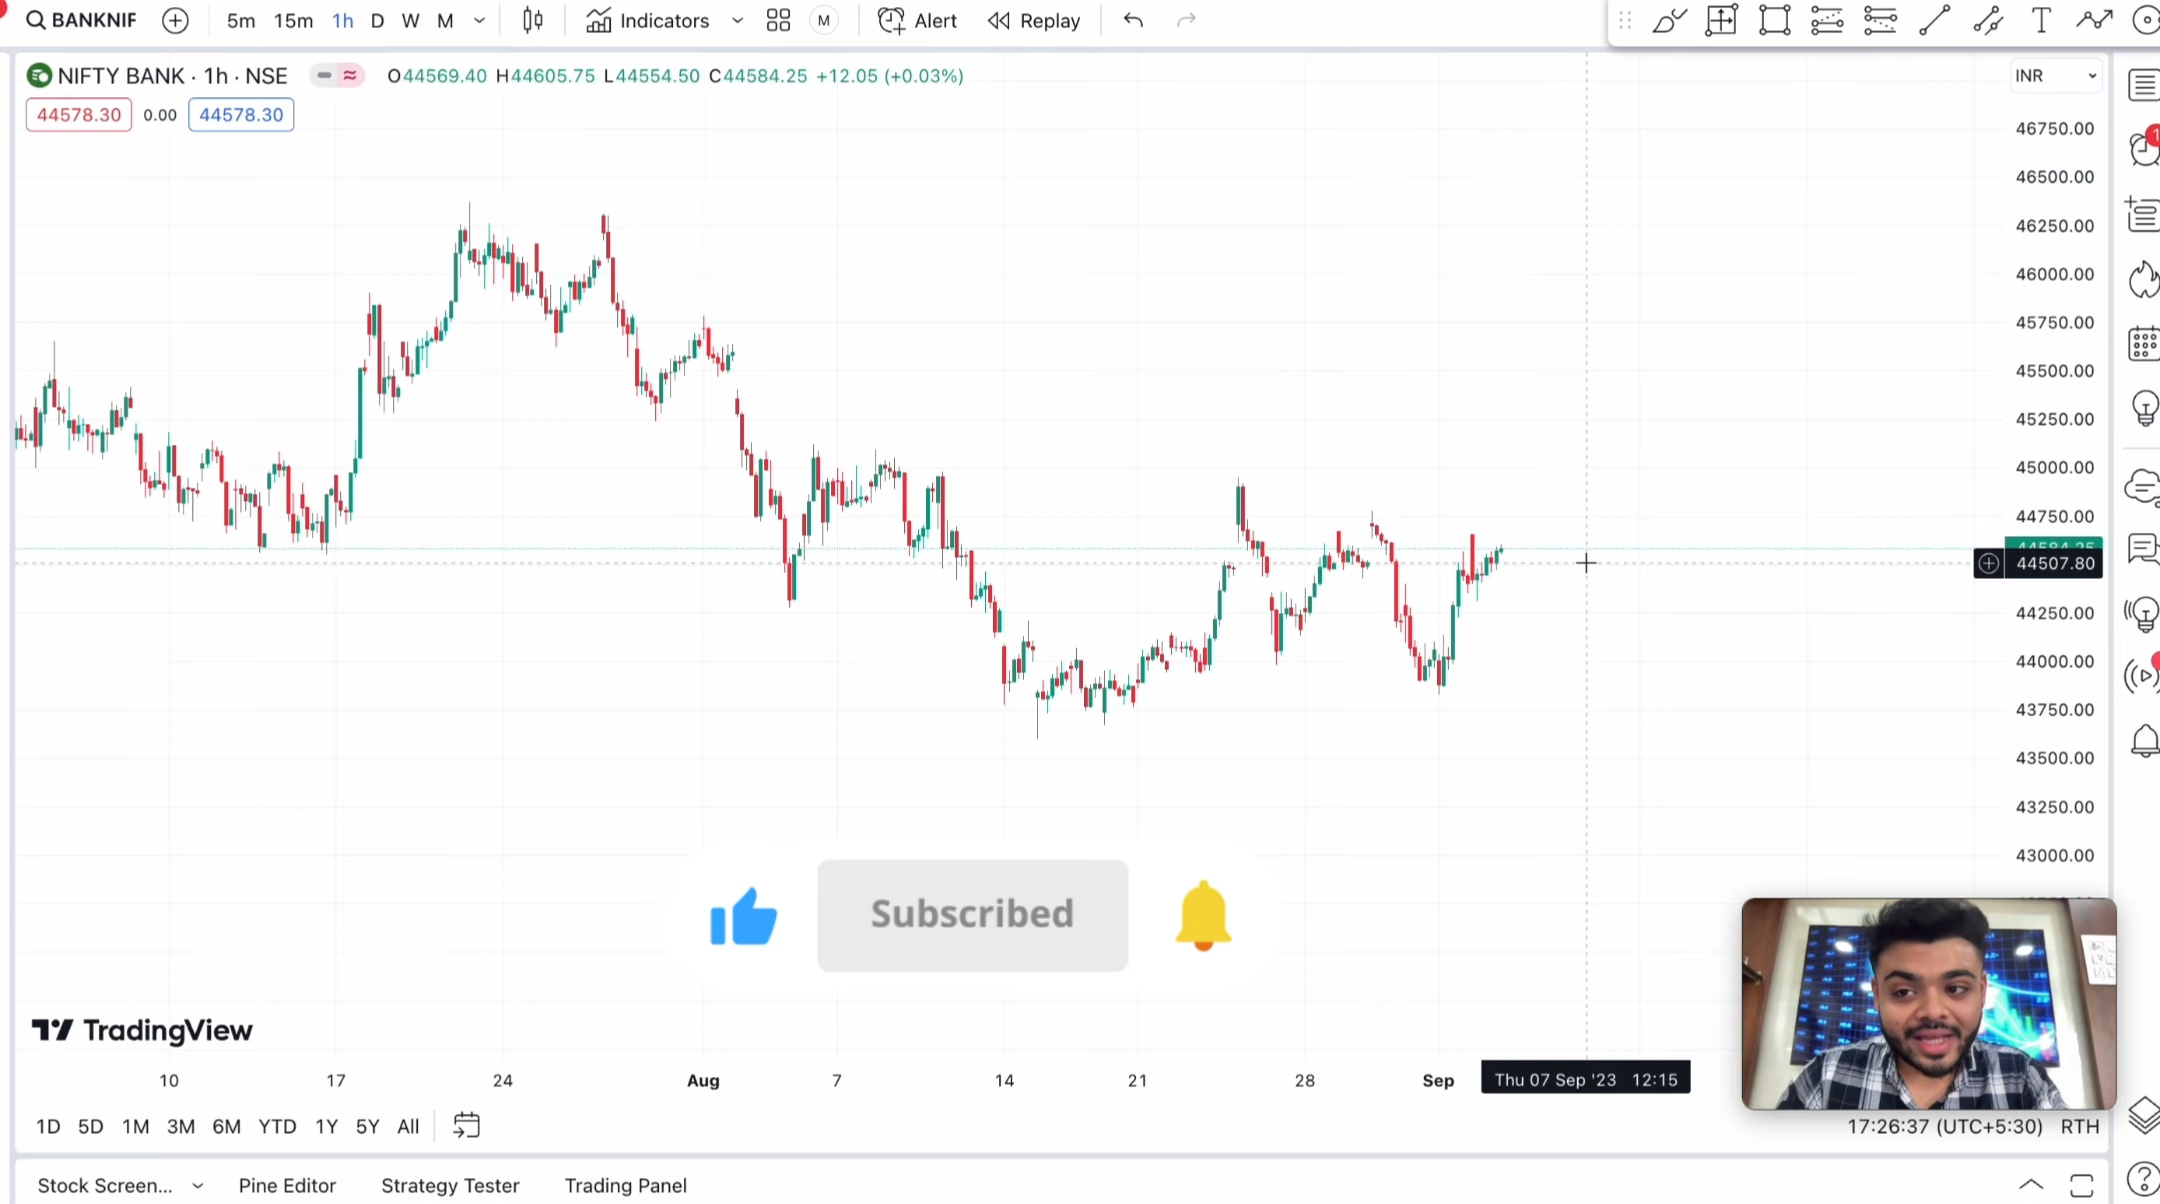 BANKNIF 5m 15m 1h D W M Indicators M Alert Replay T
NIFTY BANK · 1h · NSE O44569.40 H44605.75 L44554.50 C44584.25 +12.05 (+0.03%) INR
44578.30 0.00 44578.30
46750.00
46500.00
46250.00
46000.00
45750.00
45500.00
45250.00
45000.00
44750.00
44584.25
44507.80
44250.00
44000.00
43750.00
43500.00
43250.00
43000.00
Subscribed
TradingView
10 17 24 Aug 7 14 21 28 Sep Thu 07 Sep '23 12:15
1D 5D 1M 3M 6M YTD 1Y 5Y All 17:26:37 (UTC+5:30) RTH
Stock Screen... Pine Editor Strategy Tester Trading Panel